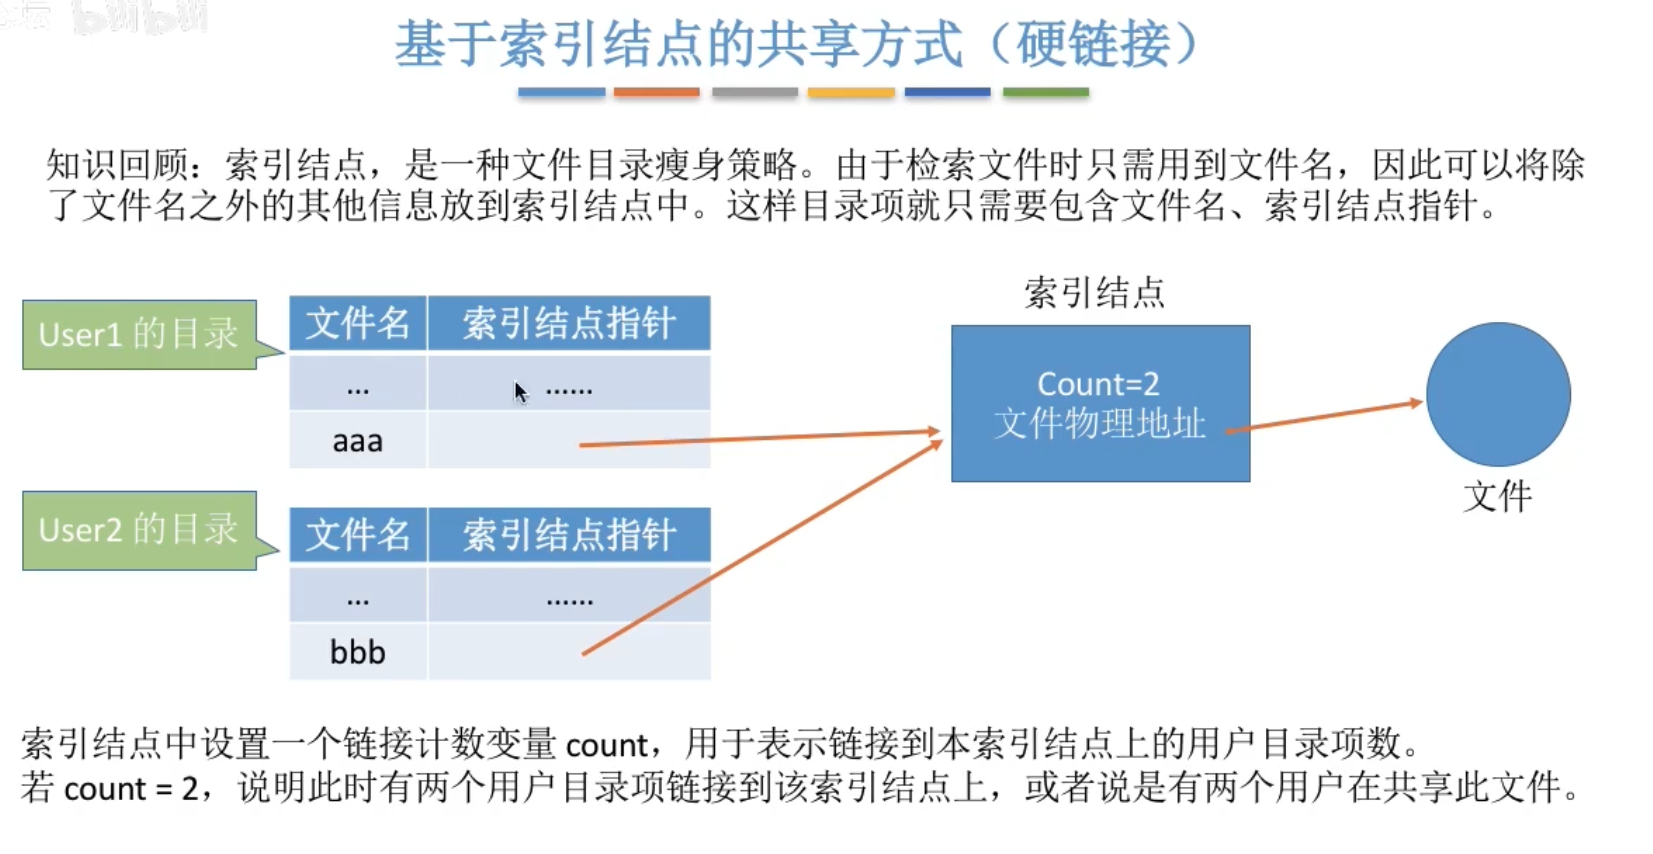 bilibili
基于索引结点的共享方式（硬链接）
知识回顾：索引结点，是一种文件目录瘦身策略。由于检索文件时只需用到文件名，因此可以将除
了文件名之外的其他信息放到索引结点中。这样目录项就只需要包含文件名、索引结点指针。
User1 的目录
文件名 索引结点指针
... ......
aaa
User2 的目录
文件名 索引结点指针
... ......
bbb
索引结点
Count=2
文件物理地址
文件
索引结点中设置一个链接计数变量 count，用于表示链接到本索引结点上的用户目录项数。
若 count = 2，说明此时有两个用户目录项链接到该索引结点上，或者说是有两个用户在共享此文件。